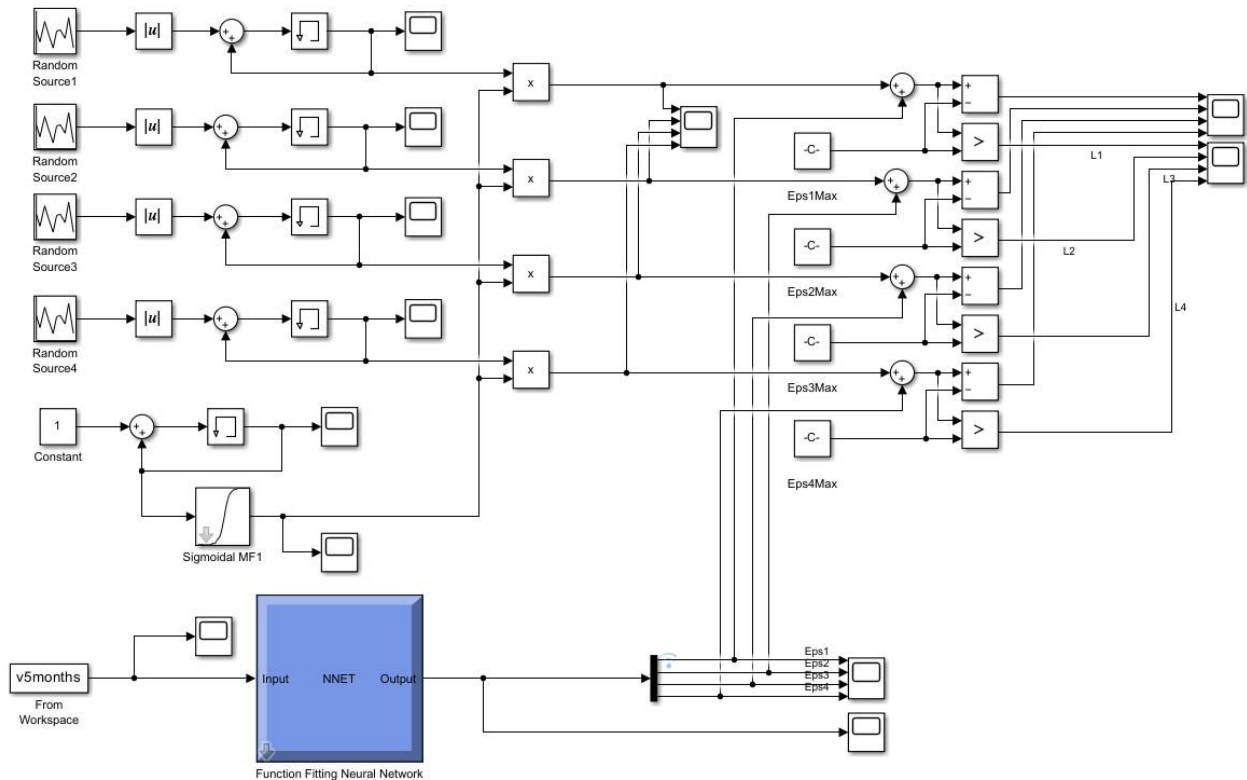 Random
Source1
|u|
+
+
x
+
+
+
−
-C-
>
L1
Random
Source2
|u|
+
+
x
Eps1Max
+
+
+
−
L3
-C-
>
L2
Random
Source3
|u|
+
+
x
Eps2Max
+
+
+
−
-C-
>
L4
Random
Source4
|u|
+
+
x
Eps3Max
+
+
+
−
-C-
>
Eps4Max
1
Constant
+
+
Sigmoidal MF1
v5months
From
Workspace
Input NNET Output
Function Fitting Neural Network
Eps1
Eps2
Eps3
Eps4